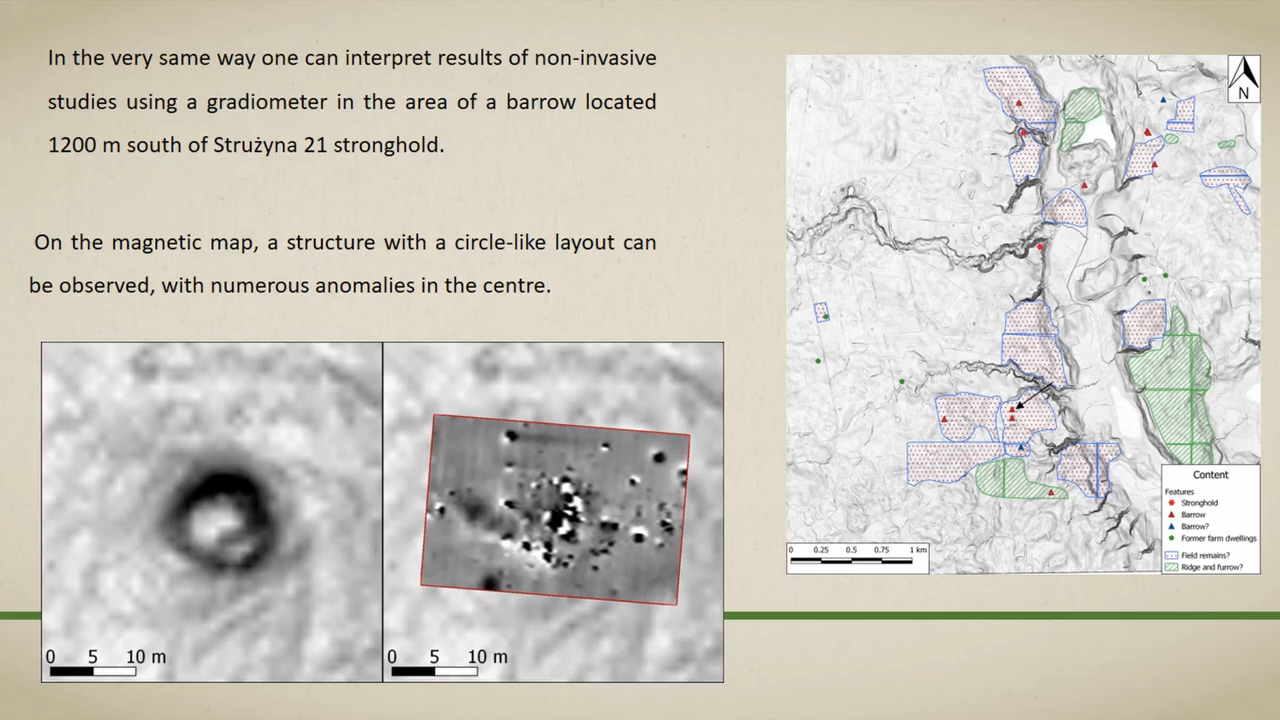 In the very same way one can interpret results of non-invasive
studies using a gradiometer in the area of a barrow located
1200 m south of Strużyna 21 stronghold.
On the magnetic map, a structure with a circle-like layout can
be observed, with numerous anomalies in the centre.
0 5 10 m
0 5 10 m
N
0 0.25 0.5 0.75 1 km
Content
Features
Stronghold
Barrow
Barrow?
Former farm dwellings
Field remains?
Ridge and furrow?